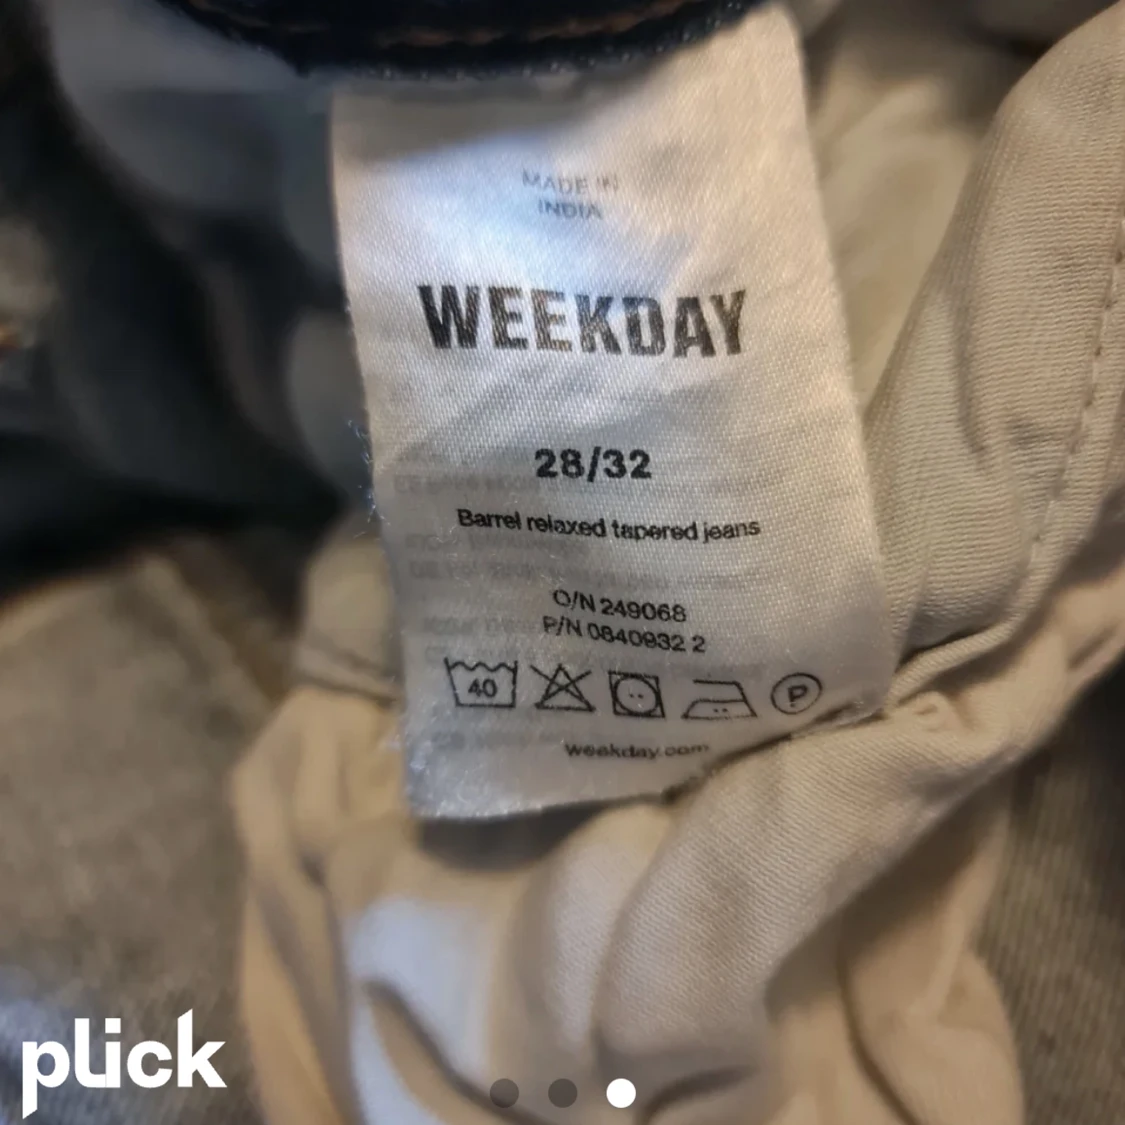 MADE IN
INDIA
WEEKDAY
28/32
Barrel relaxed tapered jeans
O/N 249068
P/N 0840932 2
40
P
weekday.com
plick